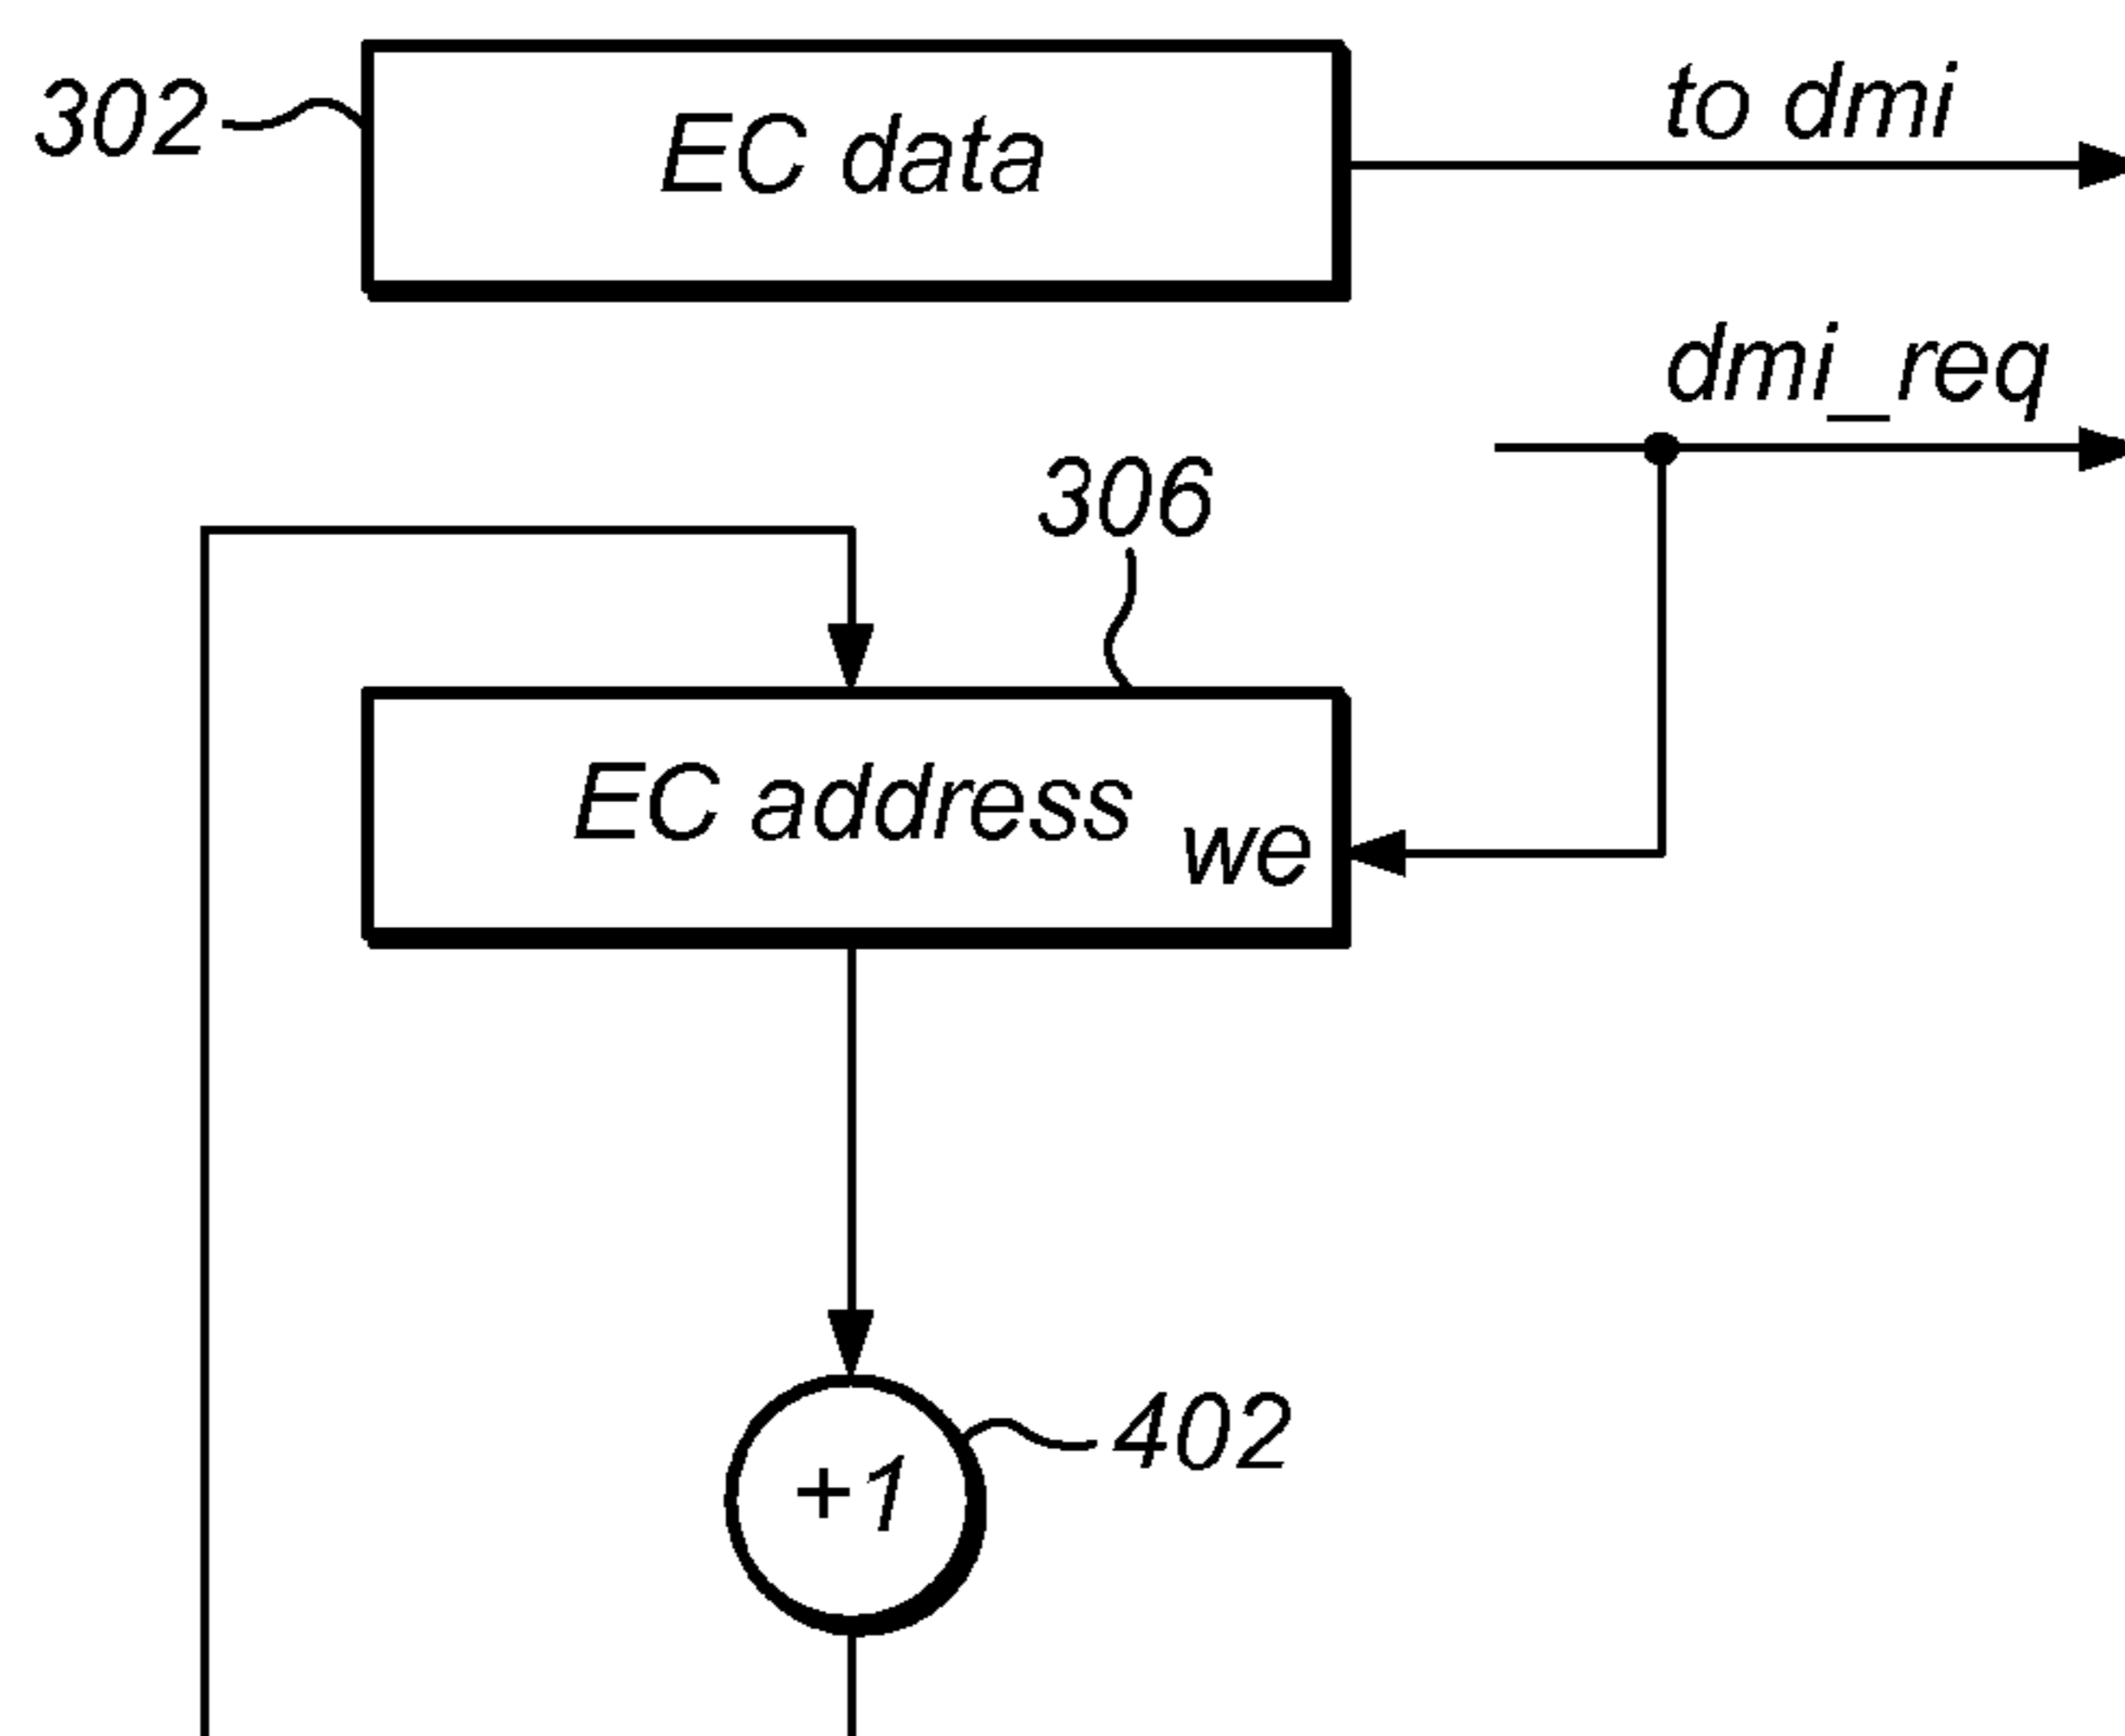 302
EC data
to dmi
dmi_req
306
EC address
we
402
+1